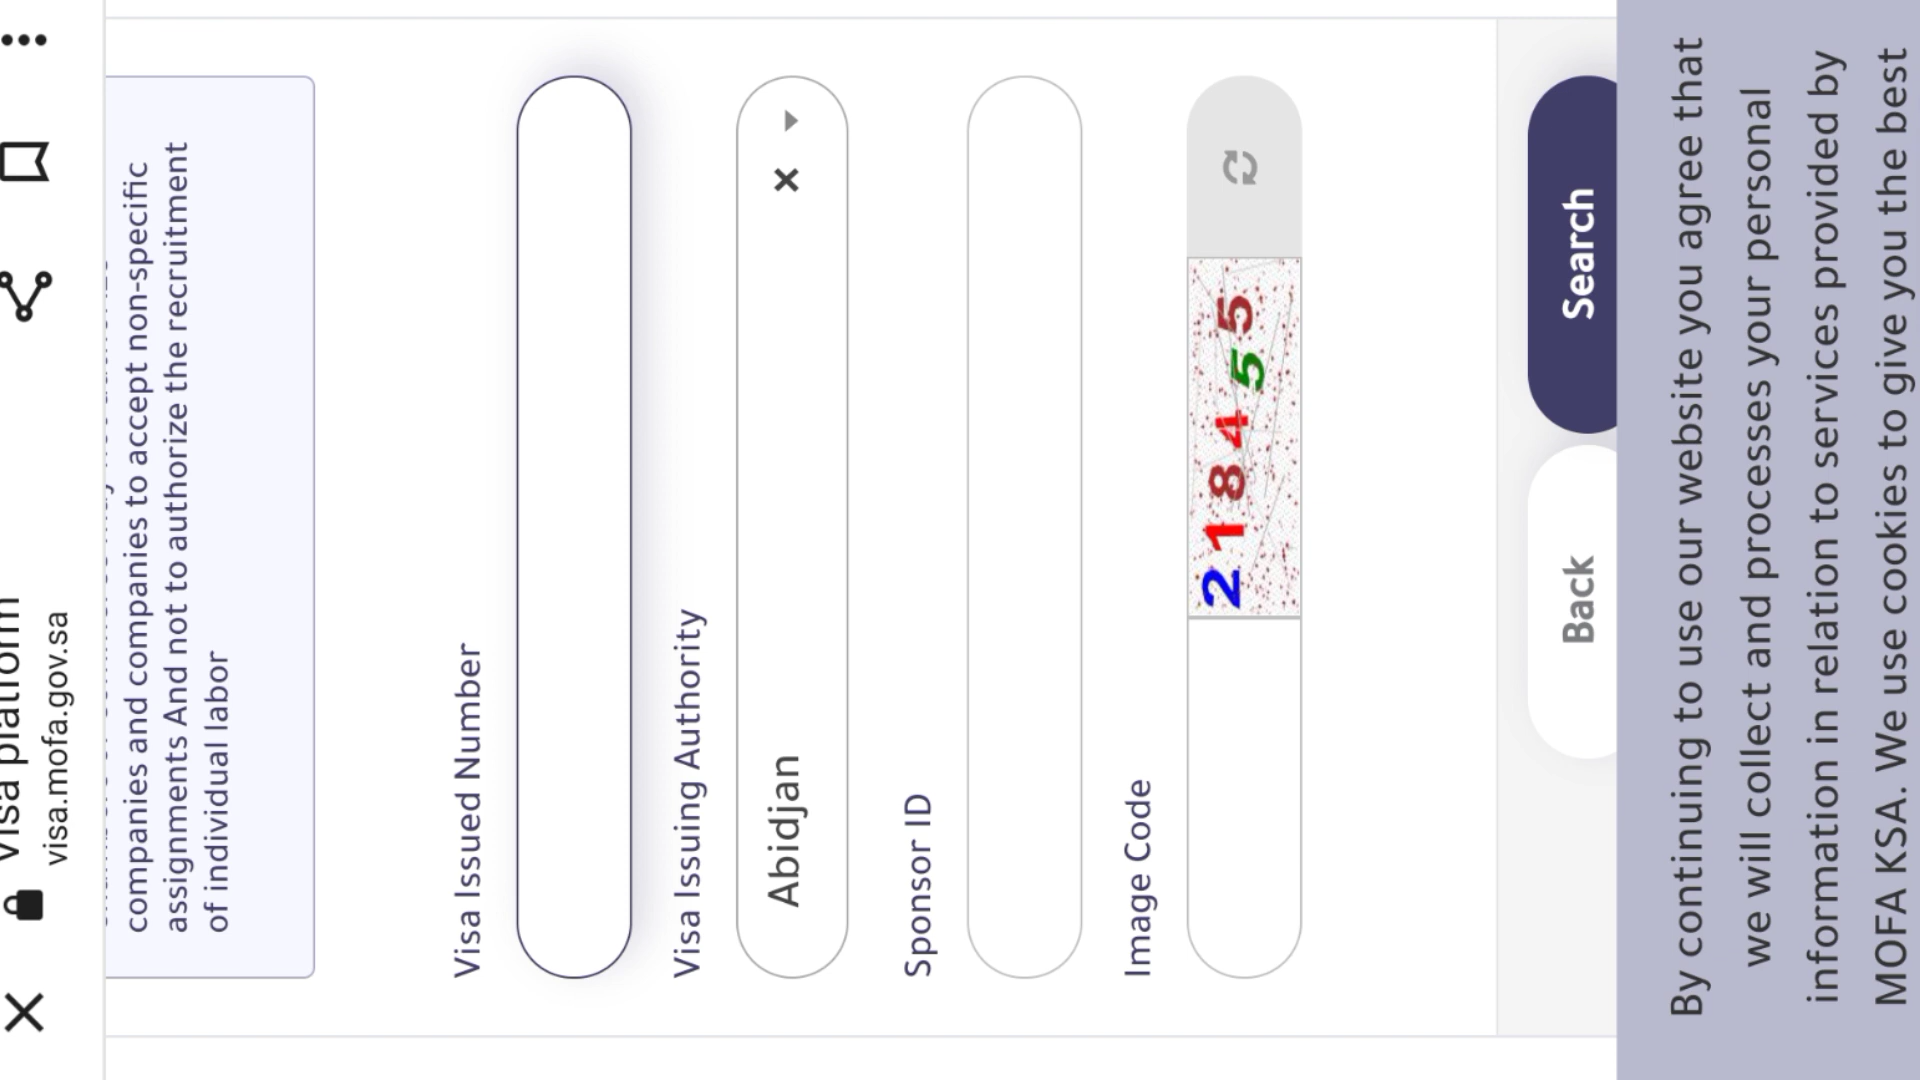 Visa platform
visa.mofa.gov.sa
companies and companies to accept non-specific
assignments And not to authorize the recruitment
of individual labor
Visa Issued Number
Visa Issuing Authority
Abidjan
Sponsor ID
Image Code
218455
Back Search
By continuing to use our website you agree that
we will collect and processes your personal
information in relation to services provided by
MOFA KSA. We use cookies to give you the best